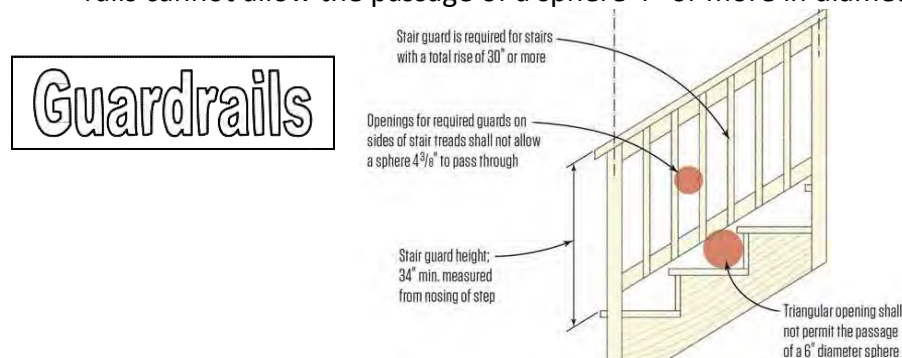 rails cannot allow the passage of a sphere 4" or more in diame
Guardrails
Stair guard is required for stairs
with a total rise of 30" or more
Openings for required guards on
sides of stair treads shall not allow
a sphere 4 3/8" to pass through
Stair guard height;
34" min. measured
from nosing of step
Triangular opening shall
not permit the passage
of a 6" diameter sphere